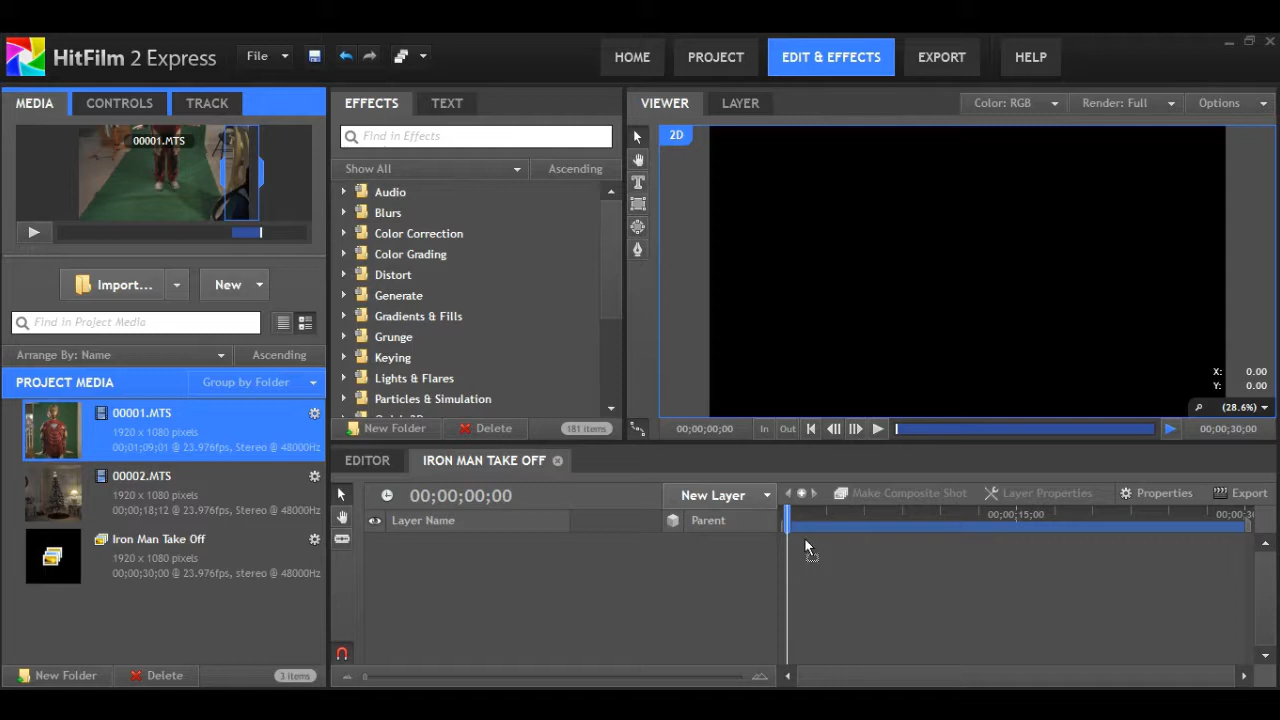 HitFilm 2 Express
File
HOME
PROJECT
EDIT & EFFECTS
EXPORT
HELP
MEDIA
CONTROLS
TRACK
00001.MTS
Import...
New
Find in Project Media
Arrange By: Name
Ascending
PROJECT MEDIA
Group by Folder
00001.MTS
1920 x 1080 pixels
00;01;09;01 @ 23.976fps, Stereo @ 48000Hz
00002.MTS
1920 x 1080 pixels
00;00;18;12 @ 23.976fps, Stereo @ 48000Hz
Iron Man Take Off
1920 x 1080 pixels
00;00;30;00 @ 23.976fps, stereo @ 48000Hz
New Folder
Delete
3 items
EFFECTS
TEXT
Find in Effects
Show All
Ascending
Audio
Blurs
Color Correction
Color Grading
Distort
Generate
Gradients & Fills
Grunge
Keying
Lights & Flares
Particles & Simulation
New Folder
Delete
181 items
VIEWER
LAYER
Color: RGB
Render: Full
Options
2D
X: 0.00
Y: 0.00
(28.6%)
00;00;00;00
In
Out
00;00;30;00
EDITOR
IRON MAN TAKE OFF
00;00;00;00
New Layer
Make Composite Shot
Layer Properties
Properties
Export
Layer Name
Parent
00;00;15;00